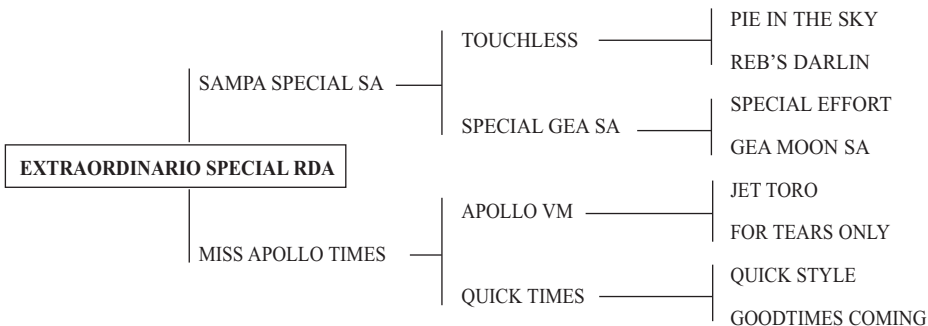 PIE IN THE SKY
TOUCHLESS
REB'S DARLIN
SAMPA SPECIAL SA
SPECIAL EFFORT
SPECIAL GEA SA
GEA MOON SA
EXTRAORDINARIO SPECIAL RDA
JET TORO
APOLLO VM
FOR TEARS ONLY
MISS APOLLO TIMES
QUICK STYLE
QUICK TIMES
GOODTIMES COMING